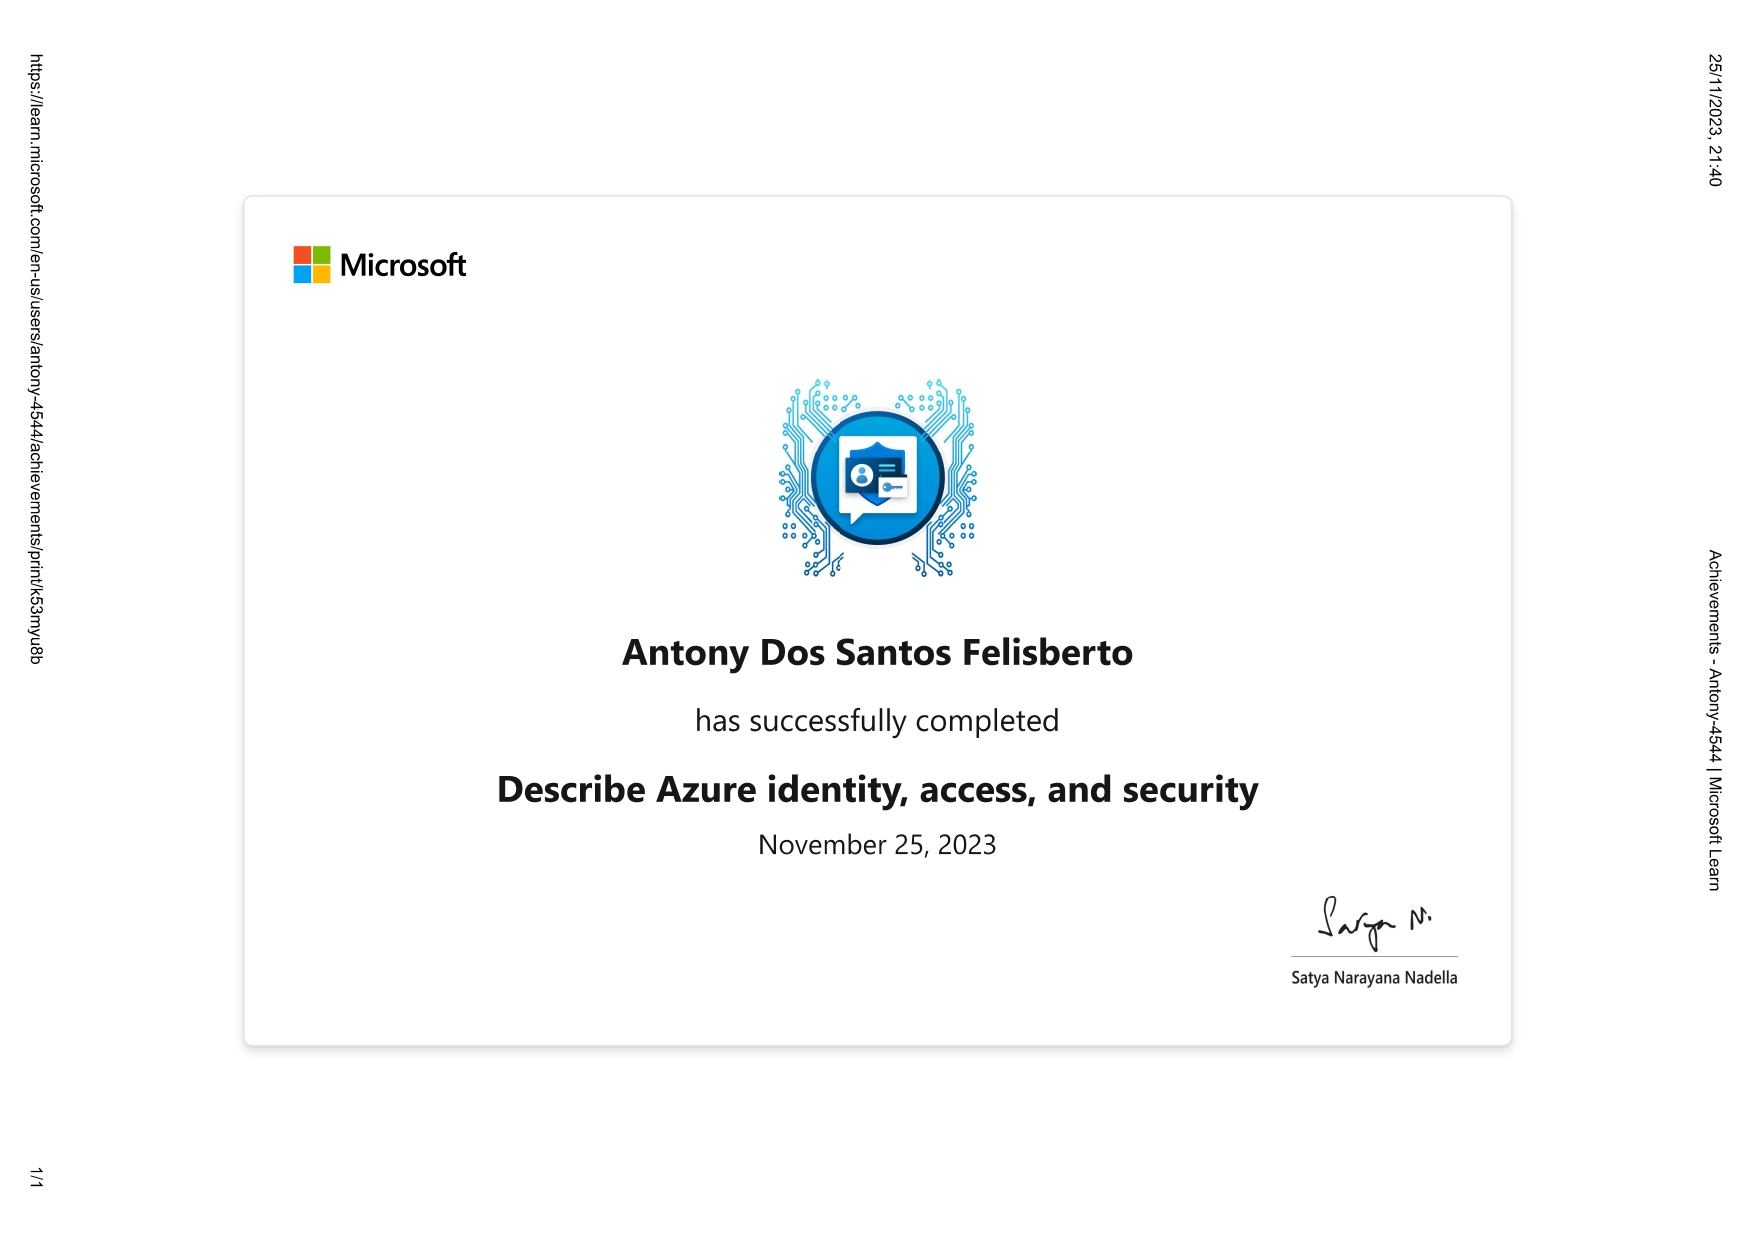 25/11/2023, 21:40
Achievements - Antony-4544 | Microsoft Learn
Microsoft
Antony Dos Santos Felisberto
has successfully completed
Describe Azure identity, access, and security
November 25, 2023
Satya N.
Satya Narayana Nadella
https://learn.microsoft.com/en-us/users/antony-4544/achievements/print/k53myu8b
1/1